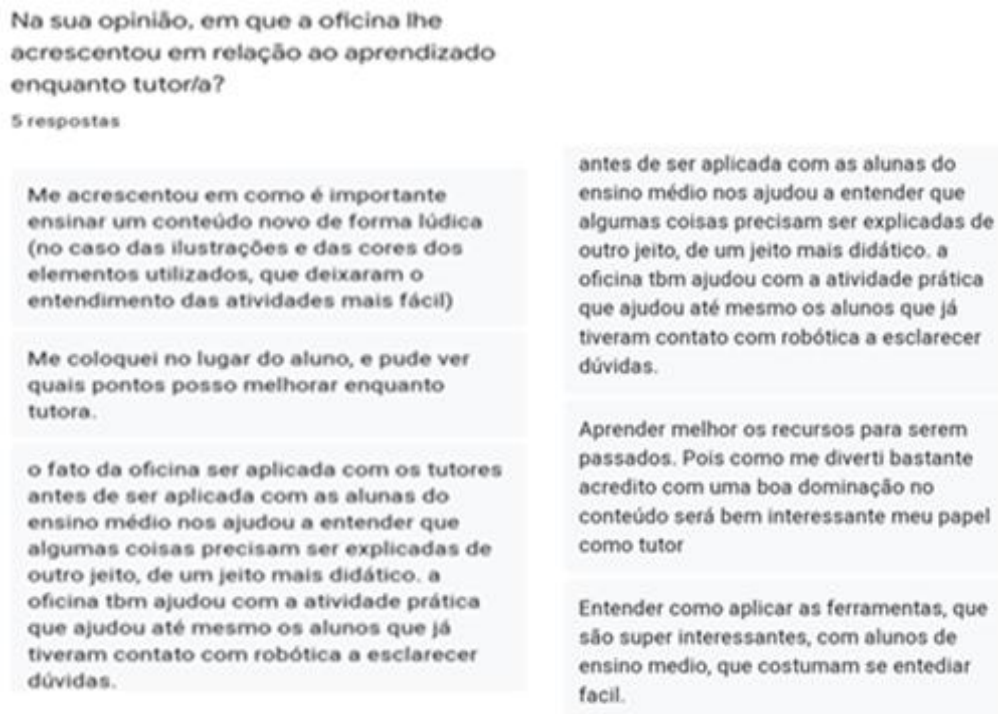 Na sua opinião, em que a oficina lhe
acrescentou em relação ao aprendizado
enquanto tutor/a?
5 respostas
Me acrescentou em como é importante
ensinar um conteúdo novo de forma lúdica
(no caso das ilustrações e das cores dos
elementos utilizados, que deixaram o
entendimento das atividades mais fácil)
Me coloquei no lugar do aluno, e pude ver
quais pontos posso melhorar enquanto
tutora.
o fato da oficina ser aplicada com os tutores
antes de ser aplicada com as alunas do
ensino médio nos ajudou a entender que
algumas coisas precisam ser explicadas de
outro jeito, de um jeito mais didático. a
oficina tbm ajudou com a atividade prática
que ajudou até mesmo os alunos que já
tiveram contato com robótica a esclarecer
dúvidas.
antes de ser aplicada com as alunas do
ensino médio nos ajudou a entender que
algumas coisas precisam ser explicadas de
outro jeito, de um jeito mais didático. a
oficina tbm ajudou com a atividade prática
que ajudou até mesmo os alunos que já
tiveram contato com robótica a esclarecer
dúvidas.
Aprender melhor os recursos para serem
passados. Pois como me diverti bastante
acredito com uma boa dominação no
conteúdo será bem interessante meu papel
como tutor
Entender como aplicar as ferramentas, que
são super interessantes, com alunos de
ensino medio, que costumam se entediar
facil.